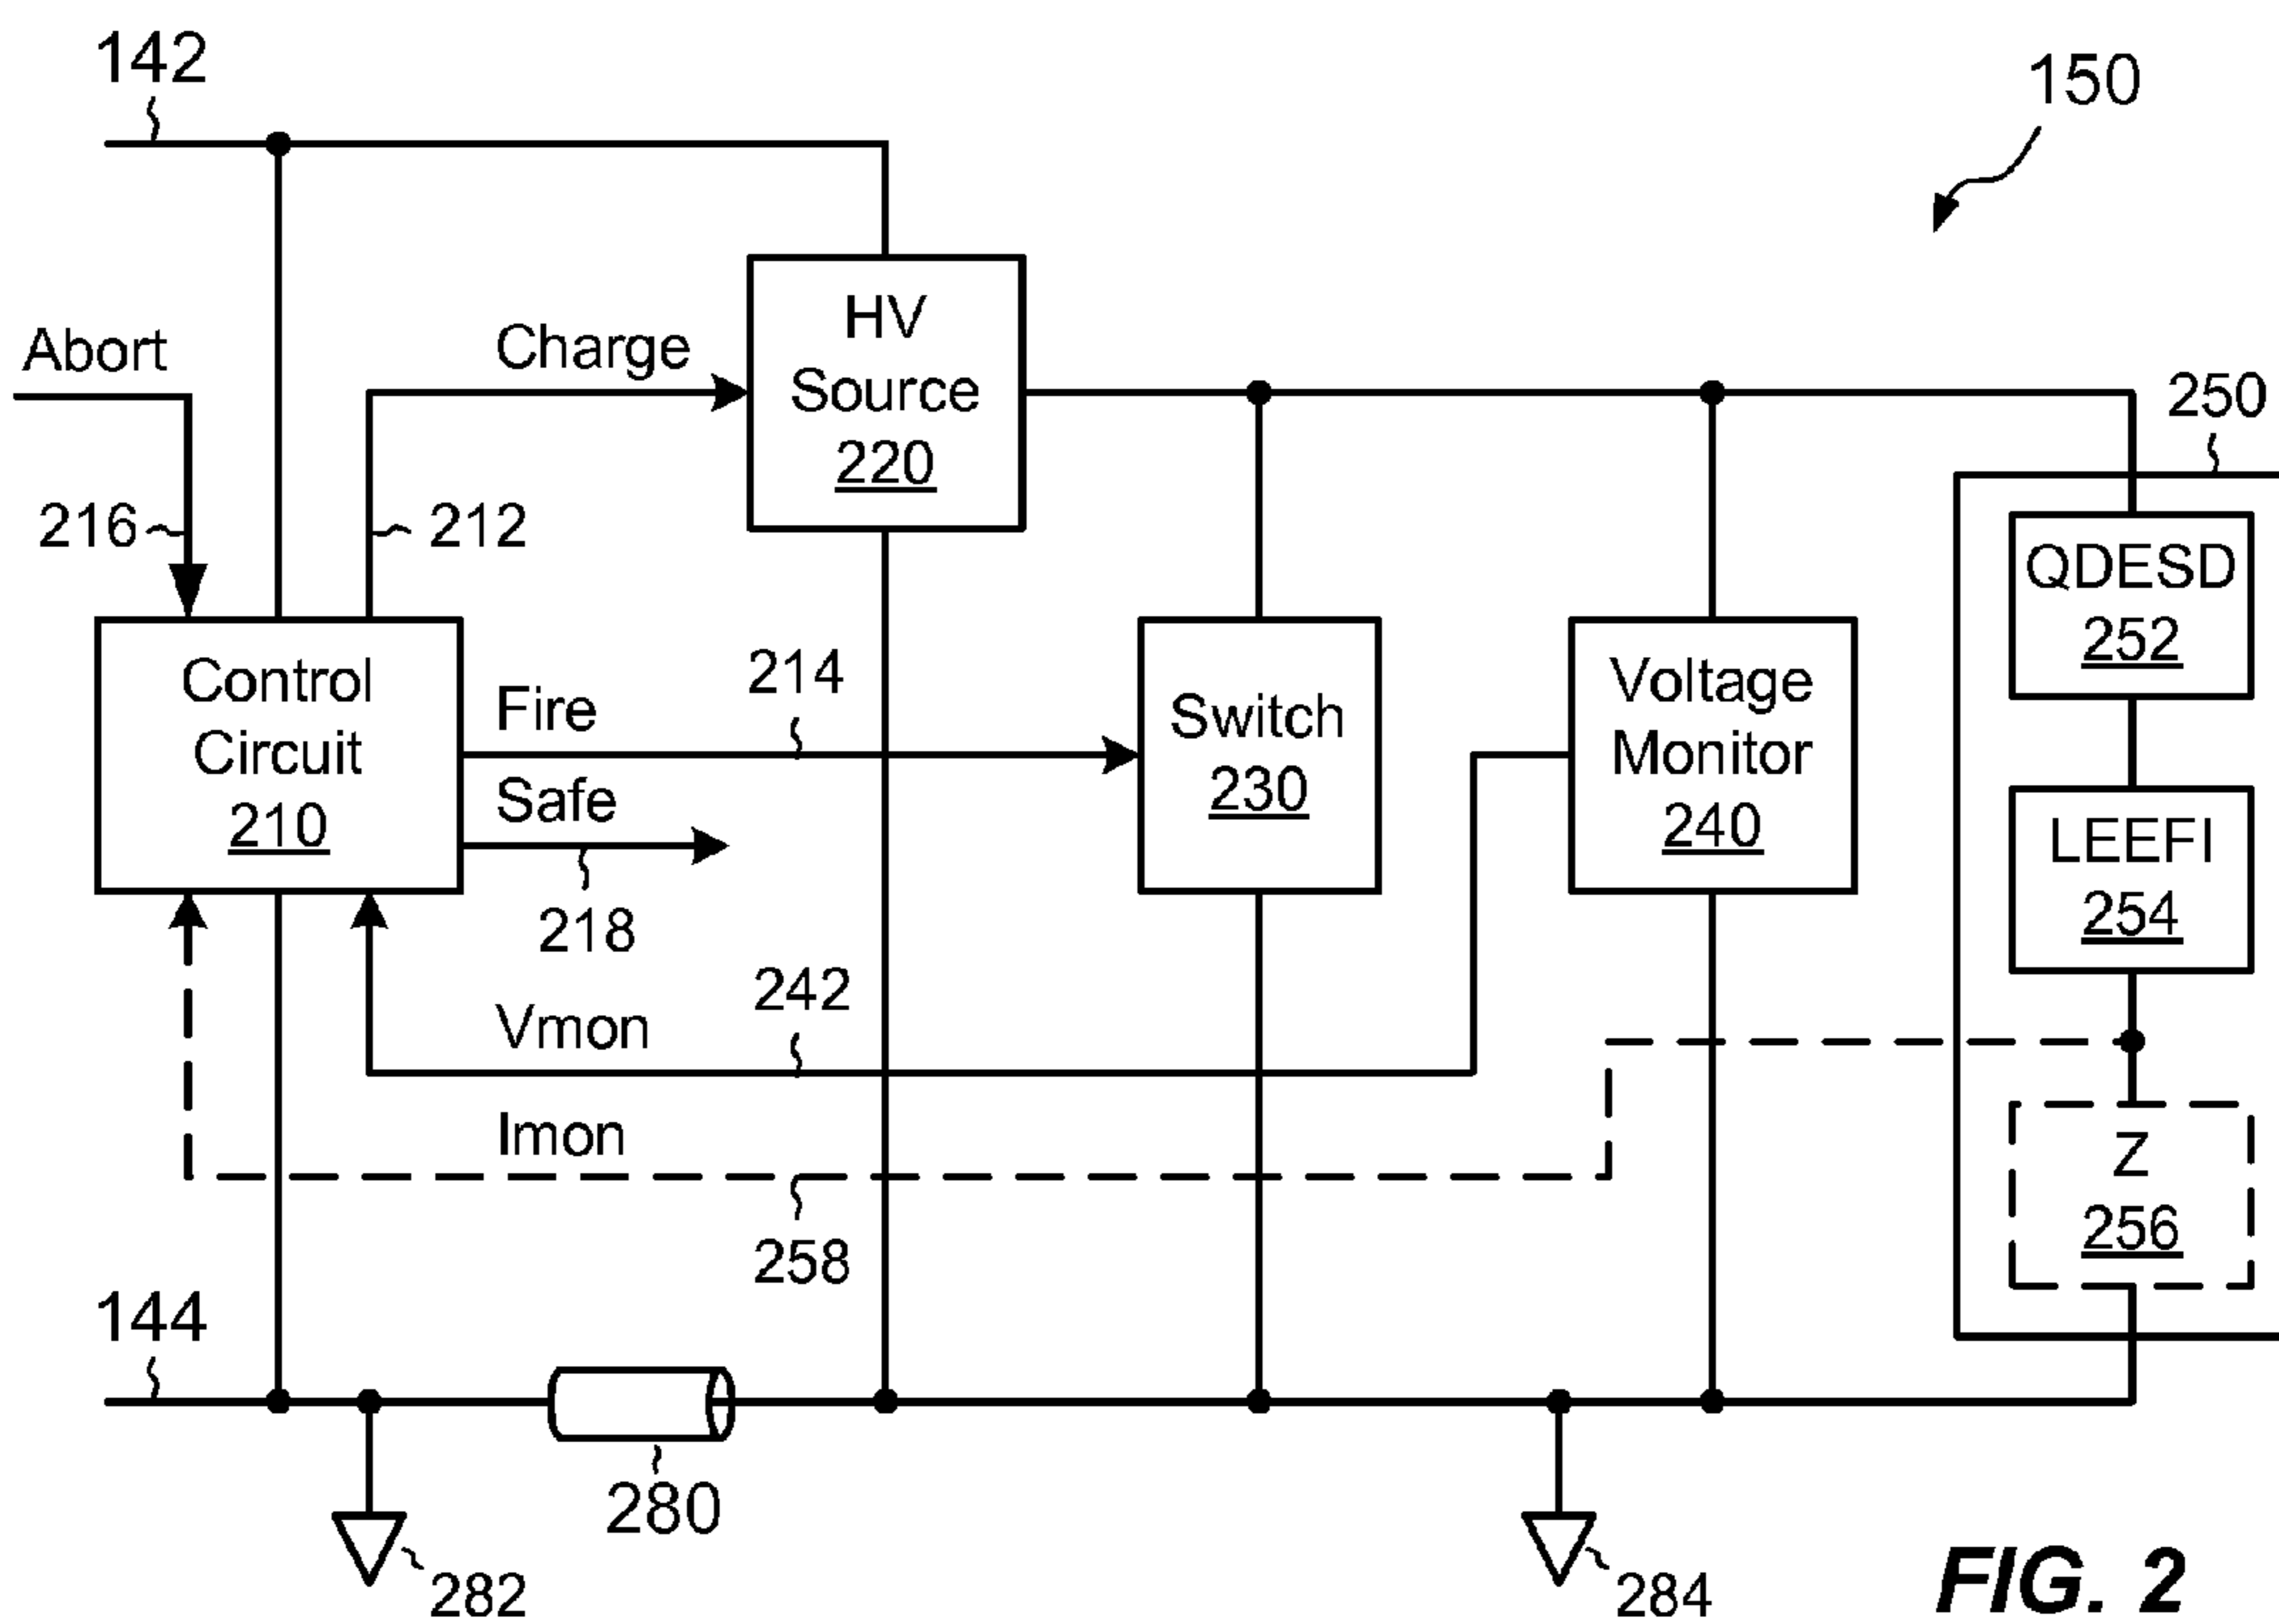 142
150
Abort
Charge
HV
Source
220
250
216
212
QDESD
252
Control
Circuit
210
Fire
214
Safe
218
Switch
230
Voltage
Monitor
240
LEEFI
254
242
Vmon
Imon
258
Z
256
144
280
282
284
FIG. 2